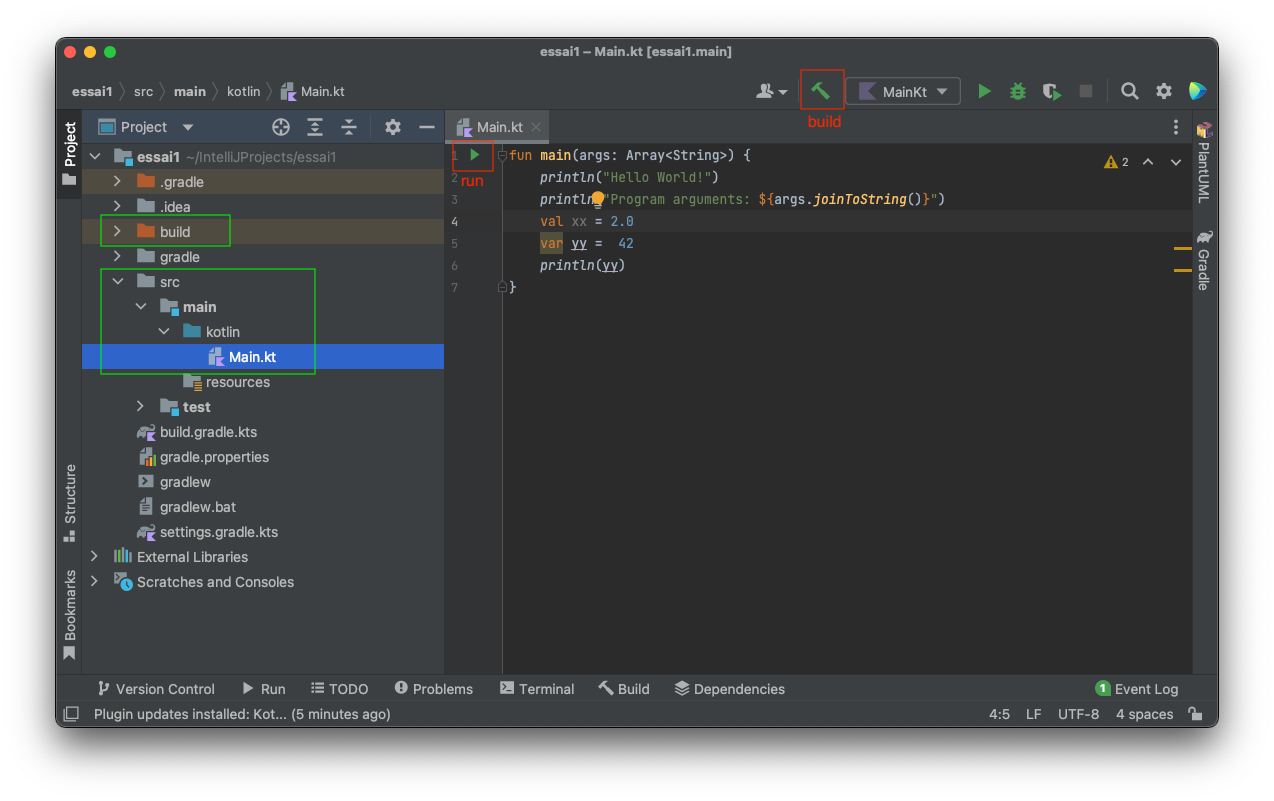 essai1 – Main.kt [essai1.main]
essai1 src main kotlin Main.kt
MainKt
build
Project
Project
Main.kt
essai1 ~/IntelliJProjects/essai1
.gradle
.idea
build
gradle
src
main
kotlin
Main.kt
resources
test
build.gradle.kts
gradle.properties
gradlew
gradlew.bat
settings.gradle.kts
External Libraries
Scratches and Consoles
Structure
Bookmarks
run
1 fun main(args: Array<String>) {
2 println("Hello World!")
3 println("Program arguments: ${args.joinToString()}")
4 val xx = 2.0
5 var yy = 42
6 println(yy)
7 }
2
PlantUML
Gradle
Version Control Run TODO Problems Terminal Build Dependencies 1 Event Log
Plugin updates installed: Kot... (5 minutes ago) 4:5 LF UTF-8 4 spaces